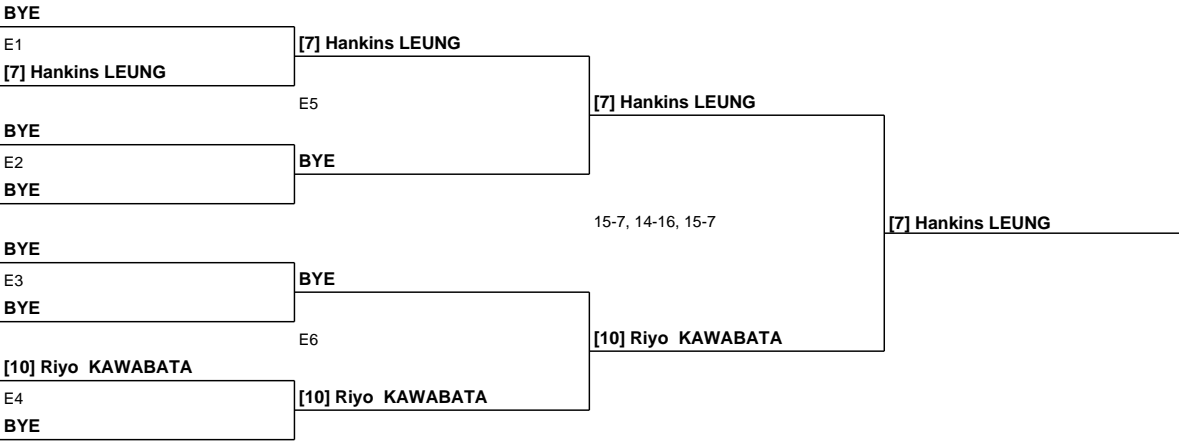 BYE
E1
[7] Hankins LEUNG
[7] Hankins LEUNG
E5
[7] Hankins LEUNG
BYE
E2
BYE
BYE
15-7, 14-16, 15-7
[7] Hankins LEUNG
BYE
E3
BYE
BYE
E6
[10] Riyo KAWABATA
[10] Riyo KAWABATA
E4
[10] Riyo KAWABATA
BYE